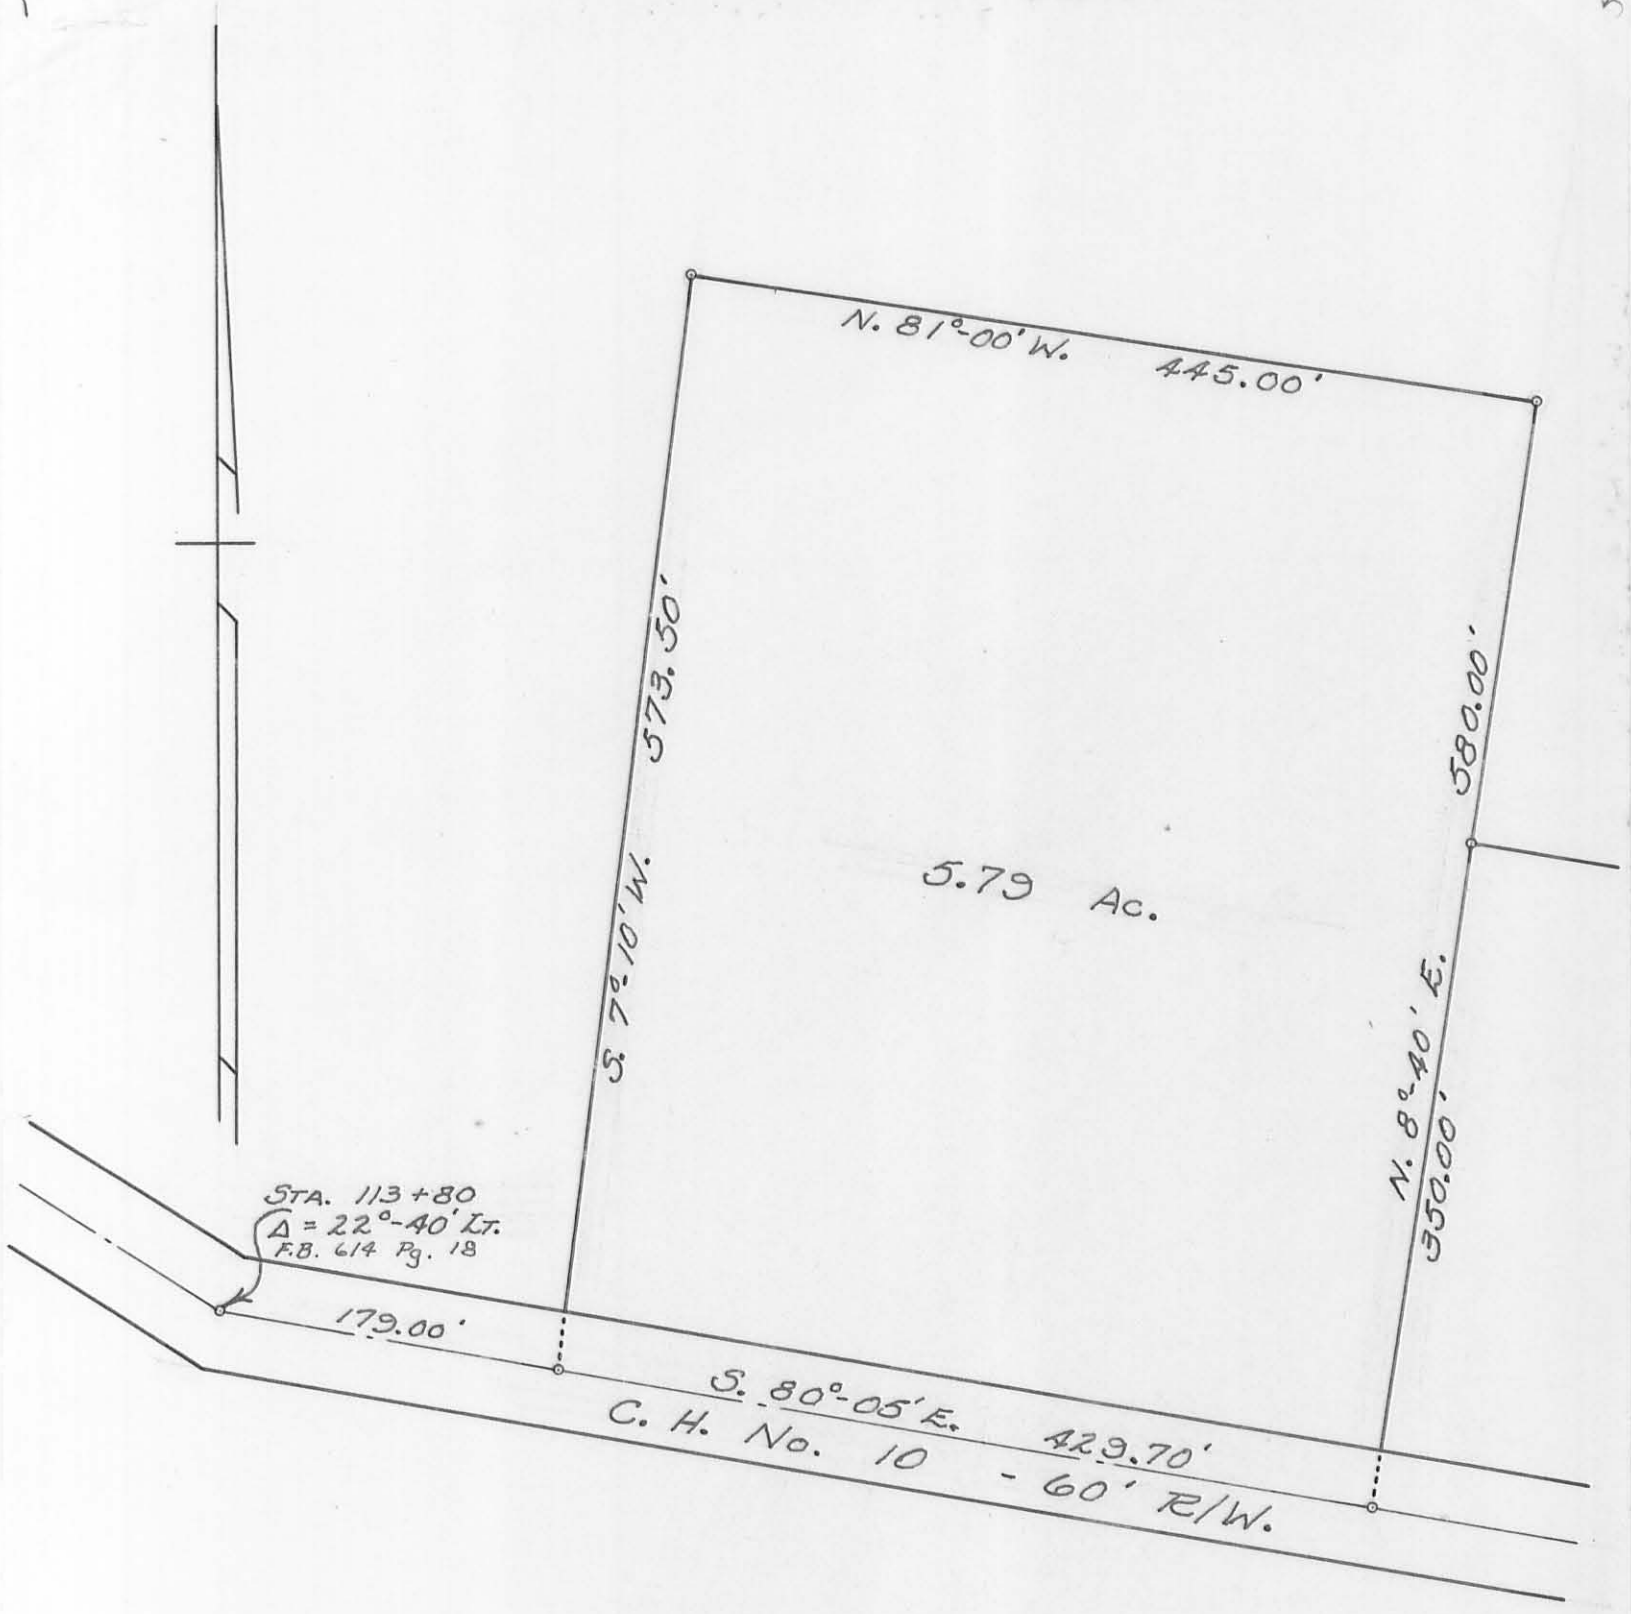 N. 81°-00' W. 445.00'
S. 7°-10' W. 573.50'
580.00'
5.79 Ac.
N. 8°-40' E.
350.00'
STA. 113+80
Δ = 22°-40' LT.
F.B. 614 Pg. 18
179.00'
S. 80°-05' E. 429.70'
C. H. No. 10 - 60' R/W.